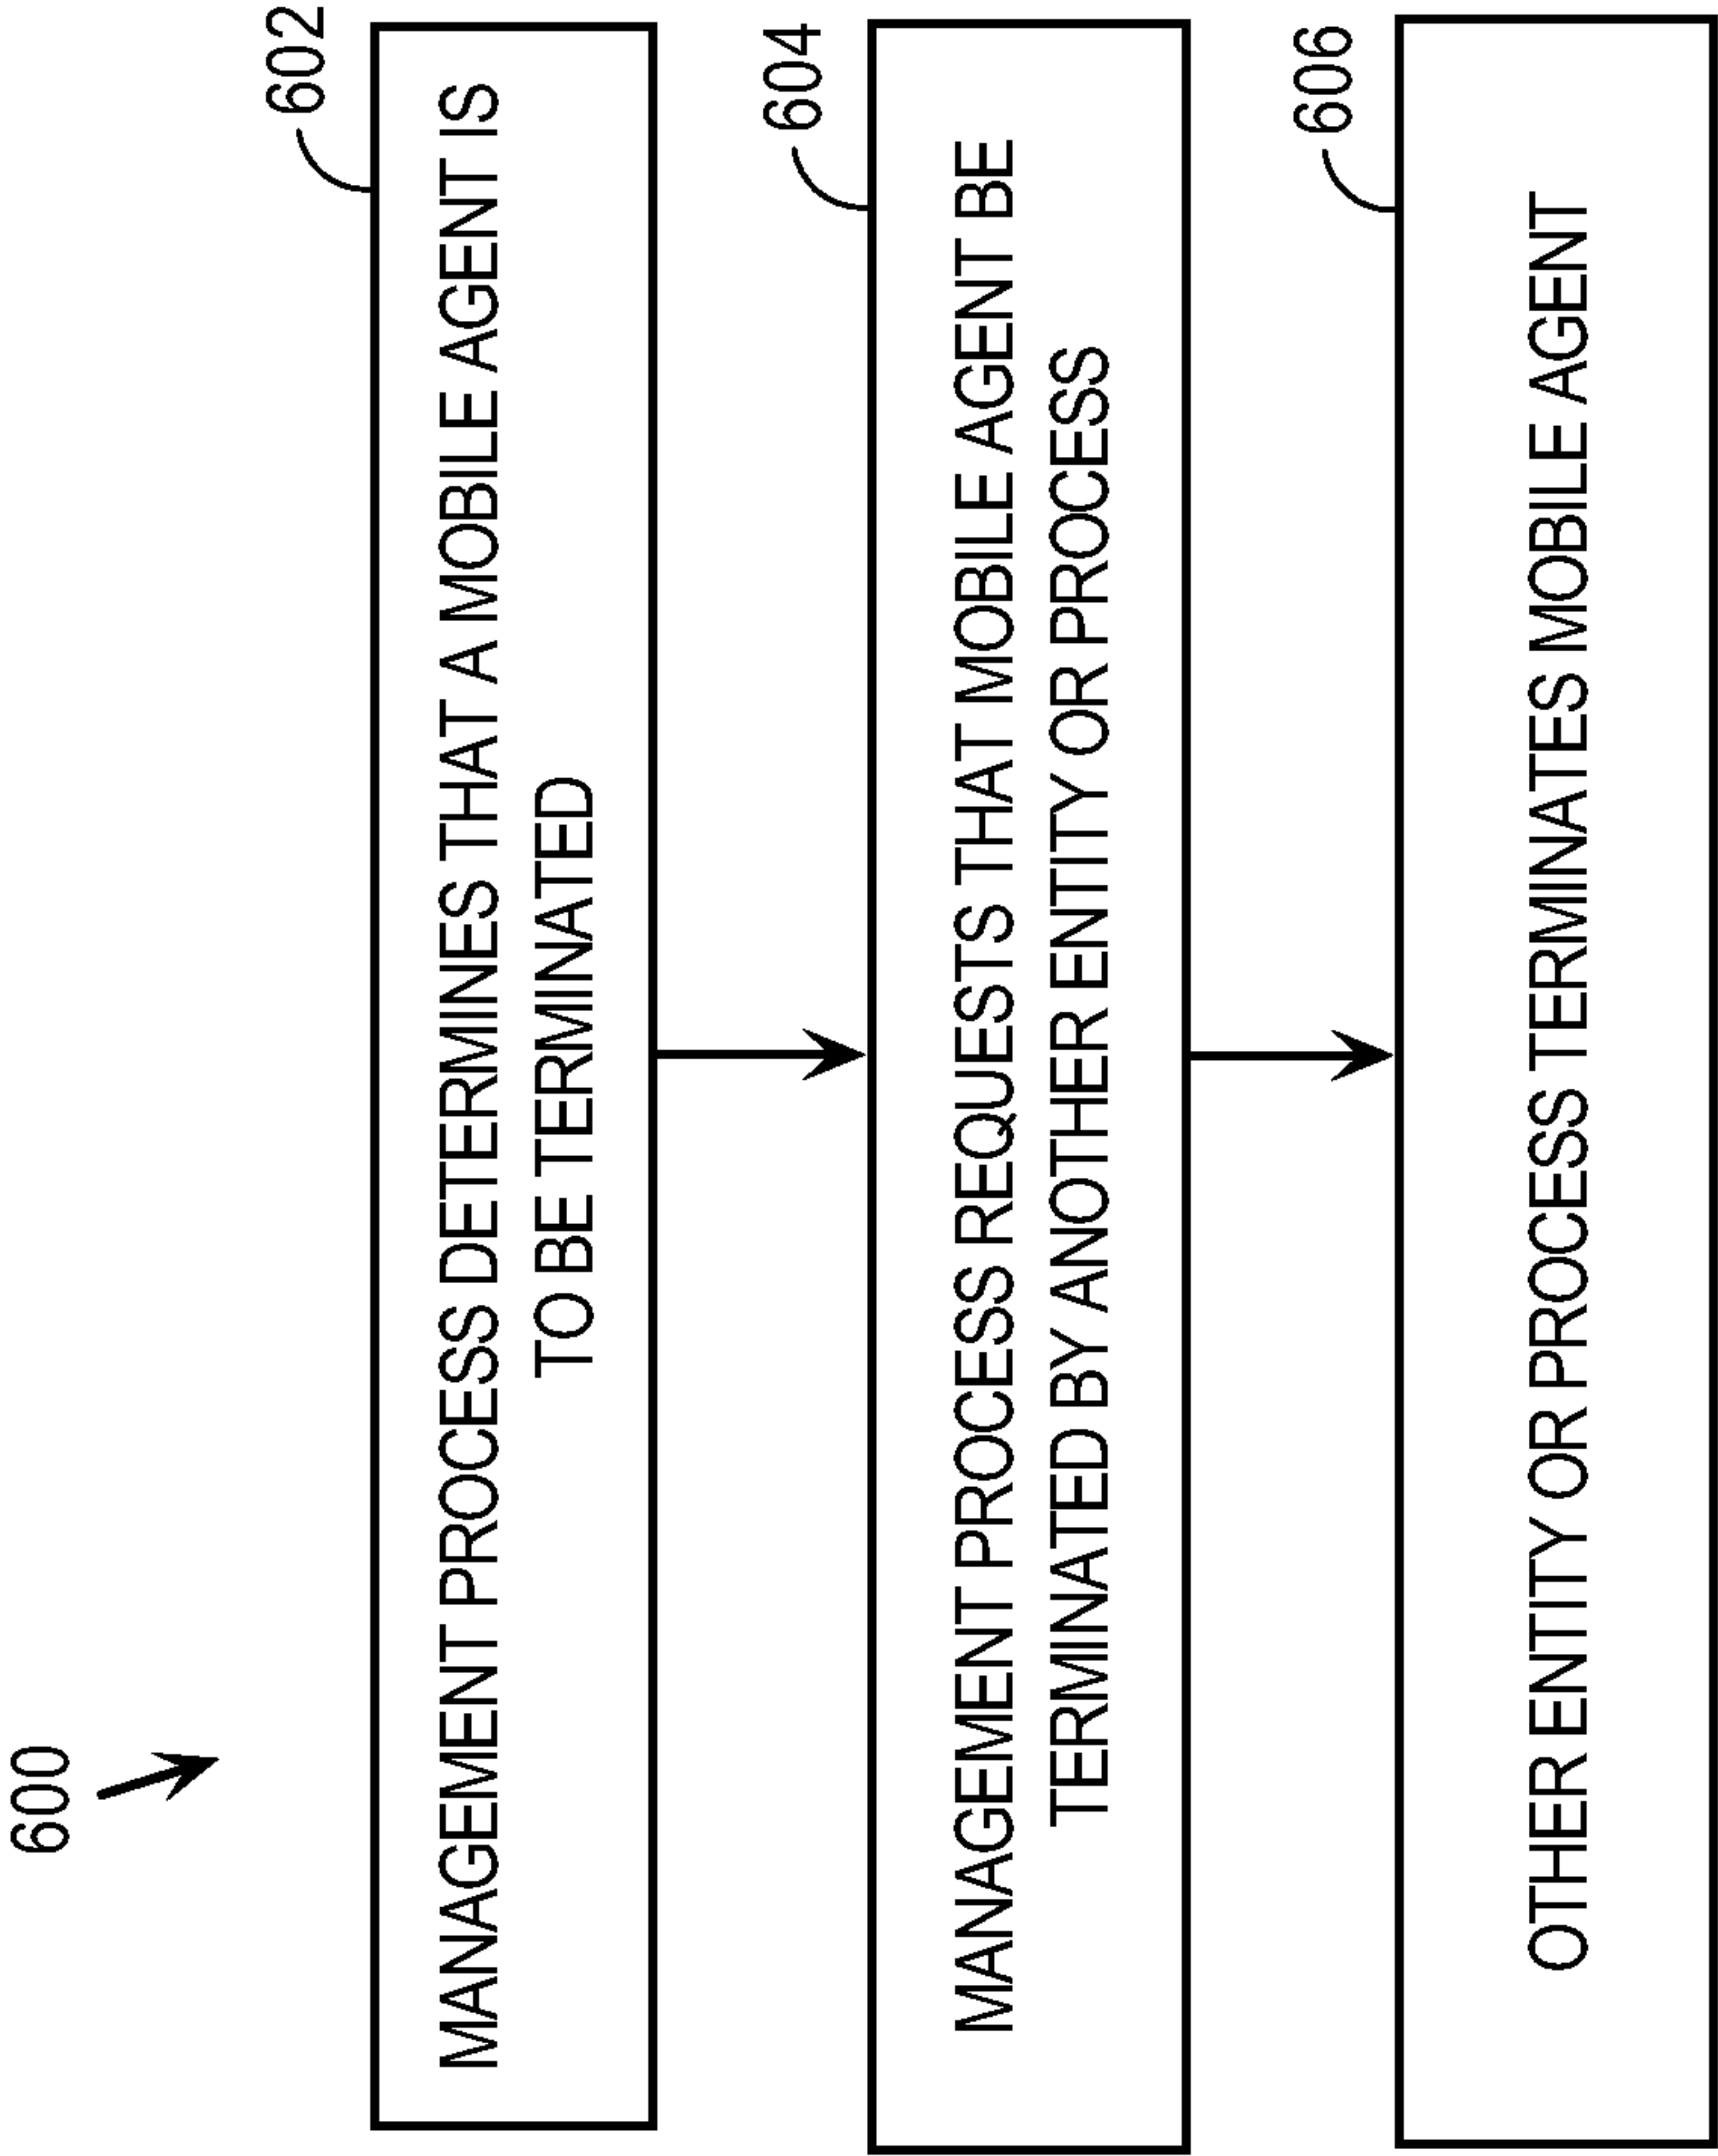 600
602
MANAGEMENT PROCESS DETERMINES THAT A MOBILE AGENT IS
TO BE TERMINATED
604
MANAGEMENT PROCESS REQUESTS THAT MOBILE AGENT BE
TERMINATED BY ANOTHER ENTITY OR PROCESS
606
OTHER ENTITY OR PROCESS TERMINATES MOBILE AGENT